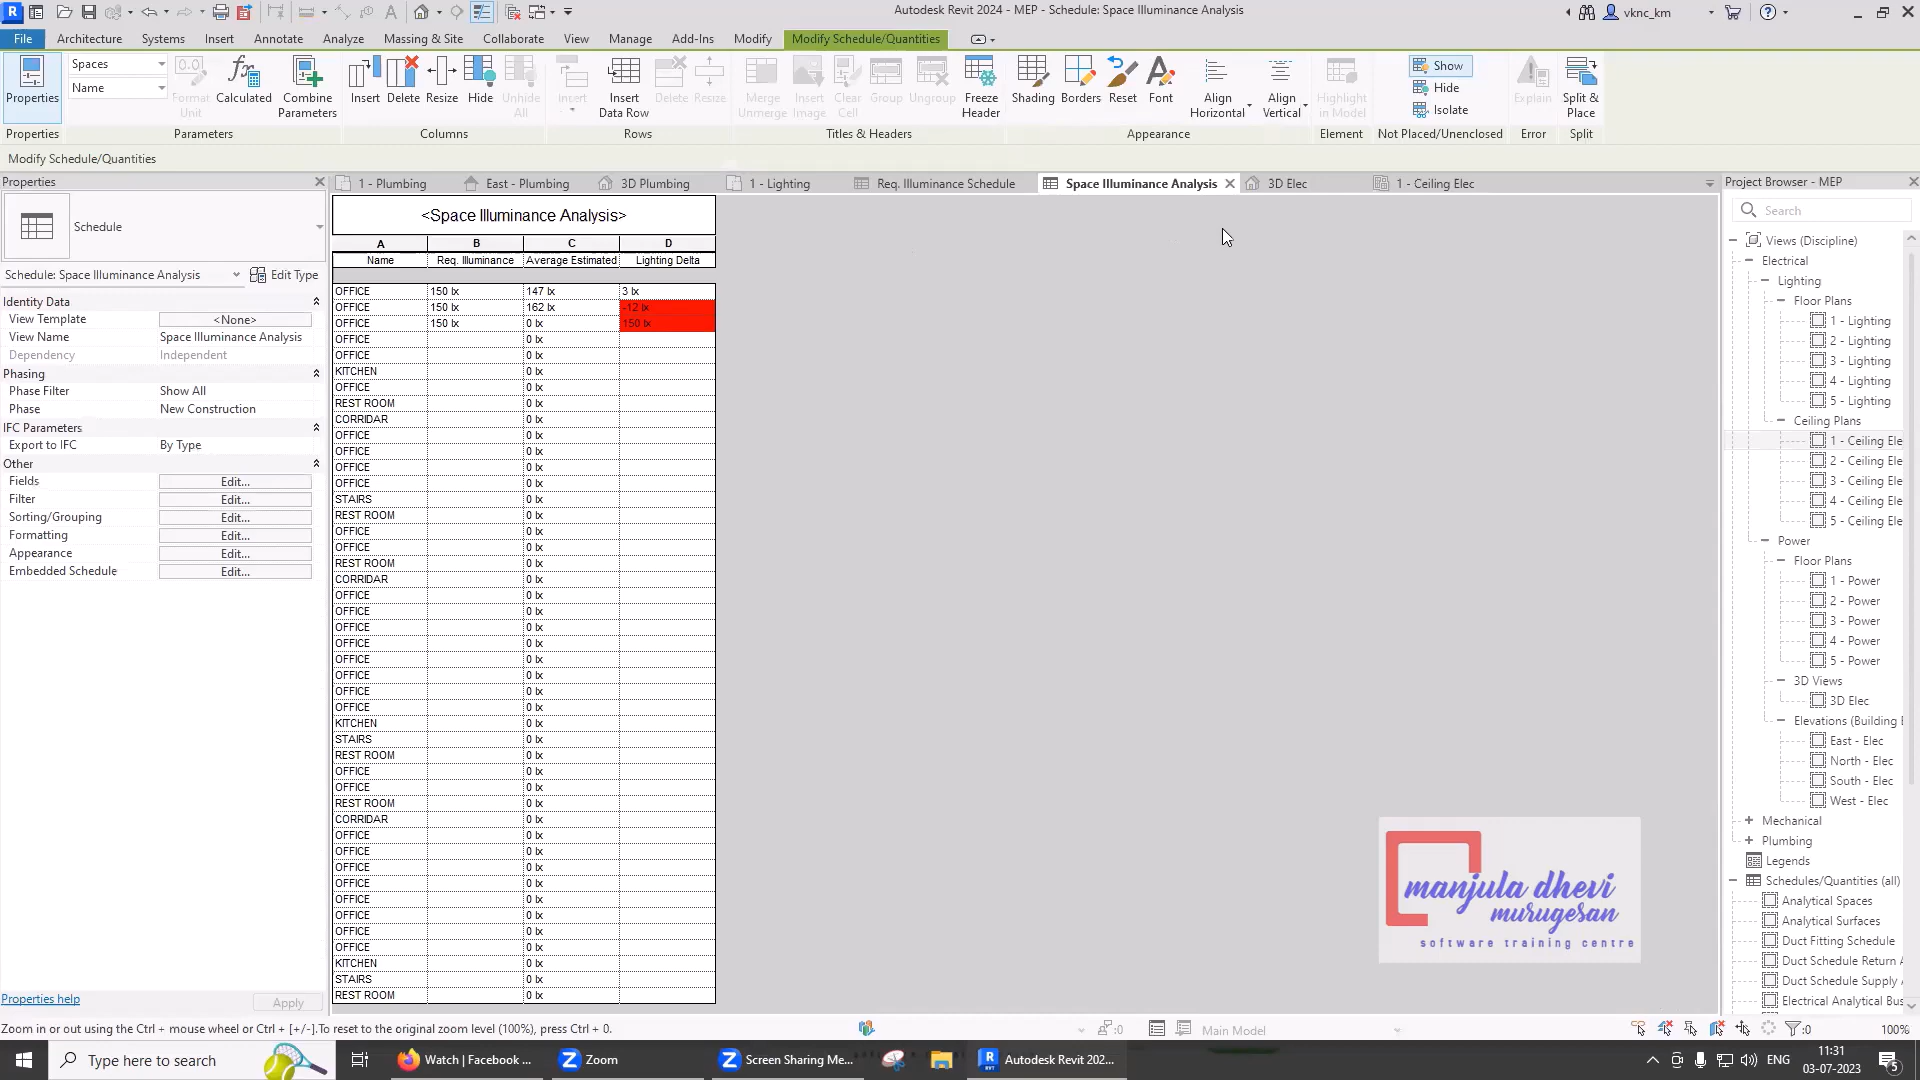 Autodesk Revit 2024 - MEP - Schedule: Space Illuminance Analysis
vknc_km
File Architecture Systems Insert Annotate Analyze Massing & Site Collaborate View Manage Add-Ins Modify Modify Schedule/Quantities
Properties
Spaces
Name
Format Unit
Calculated
Combine Parameters
Insert Delete Resize Hide Unhide All
Insert
Insert Data Row
Delete Resize
Merge Unmerge
Insert Image
Clear Cell
Group Ungroup
Freeze Header
Shading Borders Reset Font
Align Horizontal
Align Vertical
Highlight in Model
Show
Hide
Isolate
Explain
Split & Place
Properties Parameters Columns Rows Titles & Headers Appearance Element Not Placed/Unenclosed Error Split
Modify Schedule/Quantities
Properties
Schedule
Schedule: Space Illuminance Analysis
Edit Type
Identity Data
View Template <None>
View Name Space Illuminance Analysis
Dependency Independent
Phasing
Phase Filter Show All
Phase New Construction
IFC Parameters
Export to IFC By Type
Other
Fields Edit...
Filter Edit...
Sorting/Grouping Edit...
Formatting Edit...
Appearance Edit...
Embedded Schedule Edit...
Properties help
Apply
1 - Plumbing East - Plumbing 3D Plumbing 1 - Lighting Req. Illuminance Schedule Space Illuminance Analysis 3D Elec 1 - Ceiling Elec
<Space Illuminance Analysis>
A B C D
Name Req. Illuminance Average Estimated Lighting Delta
OFFICE 150 lx 147 lx 3 lx
OFFICE 150 lx 162 lx -12 lx
OFFICE 150 lx 0 lx 150 lx
OFFICE 0 lx
OFFICE 0 lx
KITCHEN 0 lx
OFFICE 0 lx
REST ROOM 0 lx
CORRIDAR 0 lx
OFFICE 0 lx
OFFICE 0 lx
OFFICE 0 lx
OFFICE 0 lx
STAIRS 0 lx
REST ROOM 0 lx
OFFICE 0 lx
OFFICE 0 lx
REST ROOM 0 lx
CORRIDAR 0 lx
OFFICE 0 lx
OFFICE 0 lx
OFFICE 0 lx
OFFICE 0 lx
OFFICE 0 lx
OFFICE 0 lx
OFFICE 0 lx
OFFICE 0 lx
KITCHEN 0 lx
STAIRS 0 lx
REST ROOM 0 lx
OFFICE 0 lx
OFFICE 0 lx
REST ROOM 0 lx
CORRIDAR 0 lx
OFFICE 0 lx
OFFICE 0 lx
OFFICE 0 lx
OFFICE 0 lx
OFFICE 0 lx
OFFICE 0 lx
OFFICE 0 lx
OFFICE 0 lx
KITCHEN 0 lx
STAIRS 0 lx
REST ROOM 0 lx
Project Browser - MEP
Search
Views (Discipline)
Electrical
Lighting
Floor Plans
1 - Lighting
2 - Lighting
3 - Lighting
4 - Lighting
5 - Lighting
Ceiling Plans
1 - Ceiling Ele
2 - Ceiling Ele
3 - Ceiling Ele
4 - Ceiling Ele
5 - Ceiling Ele
Power
Floor Plans
1 - Power
2 - Power
3 - Power
4 - Power
5 - Power
3D Views
3D Elec
Elevations (Building E
East - Elec
North - Elec
South - Elec
West - Elec
Mechanical
Plumbing
Legends
Schedules/Quantities (all)
Analytical Spaces
Analytical Surfaces
Duct Fitting Schedule
Duct Schedule Return A
Duct Schedule Supply A
Electrical Analytical Bus
manjula dhevi
murugesan
software training centre
Zoom in or out using the Ctrl + mouse wheel or Ctrl + [+/-].To reset to the original zoom level (100%), press Ctrl + 0.
:0
Main Model
:0
100%
Type here to search
Watch | Facebook ...
Zoom
Screen Sharing Me...
Autodesk Revit 202...
ENG
11:31
03-07-2023
5